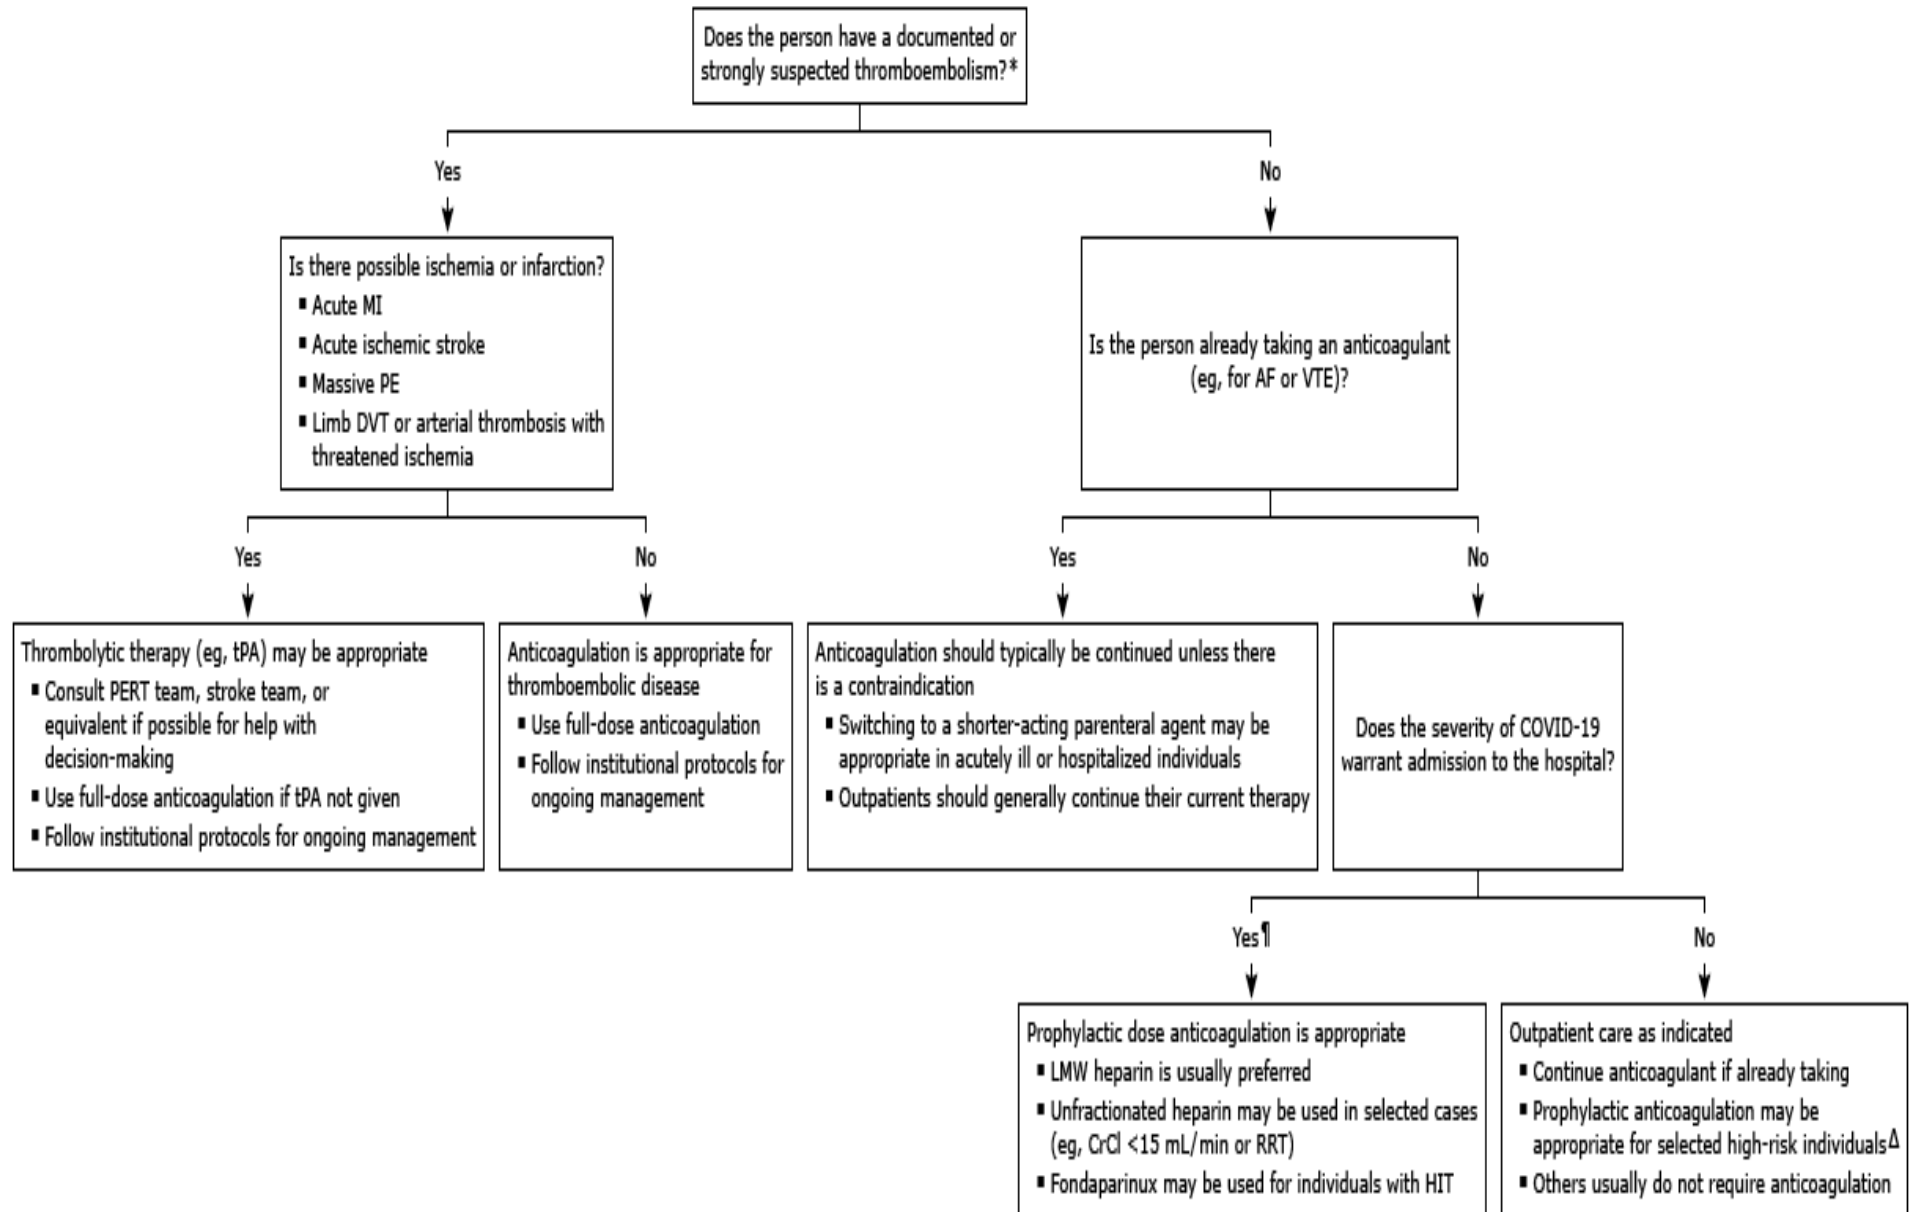 Does the person have a documented or
strongly suspected thromboembolism?*
Yes
No
Is there possible ischemia or infarction?
▪ Acute MI
▪ Acute ischemic stroke
▪ Massive PE
▪ Limb DVT or arterial thrombosis with
threatened ischemia
Is the person already taking an anticoagulant
(eg, for AF or VTE)?
Yes
No
Yes
No
Thrombolytic therapy (eg, tPA) may be appropriate
▪ Consult PERT team, stroke team, or
equivalent if possible for help with
decision-making
▪ Use full-dose anticoagulation if tPA not given
▪ Follow institutional protocols for ongoing management
Anticoagulation is appropriate for
thromboembolic disease
▪ Use full-dose anticoagulation
▪ Follow institutional protocols for
ongoing management
Anticoagulation should typically be continued unless there
is a contraindication
▪ Switching to a shorter-acting parenteral agent may be
appropriate in acutely ill or hospitalized individuals
▪ Outpatients should generally continue their current therapy
Does the severity of COVID-19
warrant admission to the hospital?
Yes¶
No
Prophylactic dose anticoagulation is appropriate
▪ LMW heparin is usually preferred
▪ Unfractionated heparin may be used in selected cases
(eg, CrCl <15 mL/min or RRT)
▪ Fondaparinux may be used for individuals with HIT
Outpatient care as indicated
▪ Continue anticoagulant if already taking
▪ Prophylactic anticoagulation may be
appropriate for selected high-risk individualsΔ
▪ Others usually do not require anticoagulation